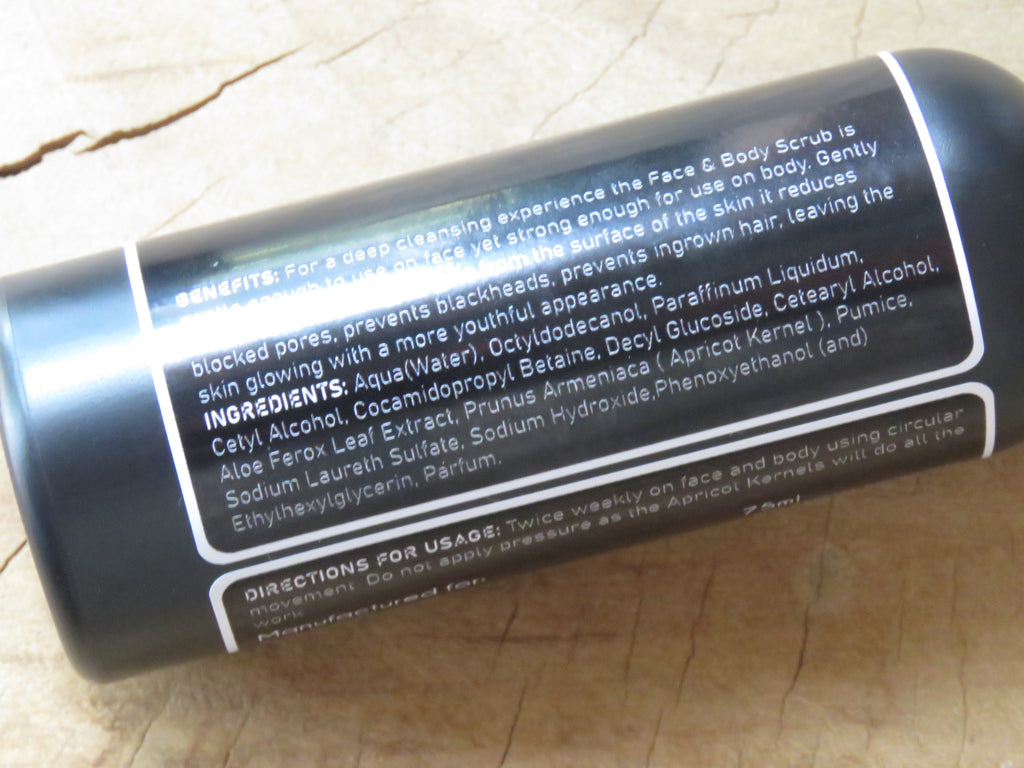 BENEFITS: For a deep cleansing experience the Face & Body Scrub is
enough to use on face yet strong enough for use on body. Gently
from the surface of the skin it reduces
blocked pores, prevents blackheads, prevents ingrown hair, leaving the
skin glowing with a more youthful appearance.
INGREDIENTS: Aqua(Water), Octyldodecanol, Paraffinum Liquidum,
Cetyl Alcohol, Cocamidopropyl Betaine, Decyl Glucoside, Cetearyl Alcohol,
Aloe Ferox Leaf Extract, Prunus Armeniaca ( Apricot Kernel ), Pumice,
Sodium Laureth Sulfate, Sodium Hydroxide,Phenoxyethanol (and)
Ethylhexylglycerin, Parfum.
DIRECTIONS FOR USAGE: Twice weekly on face and body using circular
movement. Do not apply pressure as the Apricot Kernels will do all the
work
Manufactured for: